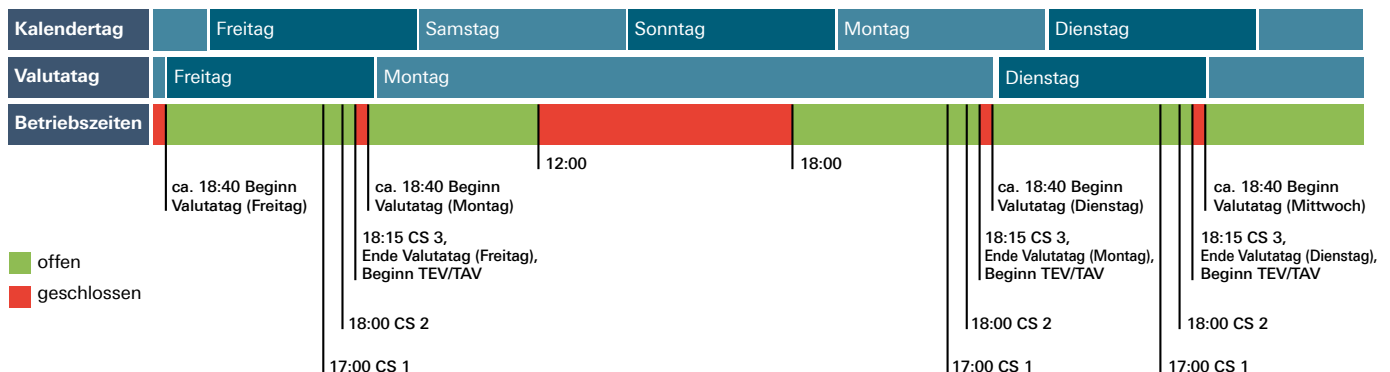 Kalendertag
Freitag
Samstag
Sonntag
Montag
Dienstag
Valutatag
Freitag
Montag
Dienstag
Betriebszeiten
12:00
18:00
ca. 18:40 Beginn
Valutatag (Freitag)
ca. 18:40 Beginn
Valutatag (Montag)
ca. 18:40 Beginn
Valutatag (Dienstag)
ca. 18:40 Beginn
Valutatag (Mittwoch)
18:15 CS 3,
Ende Valutatag (Freitag),
Beginn TEV/TAV
18:15 CS 3,
Ende Valutatag (Montag),
Beginn TEV/TAV
18:15 CS 3,
Ende Valutatag (Dienstag),
Beginn TEV/TAV
offen
geschlossen
18:00 CS 2
18:00 CS 2
18:00 CS 2
17:00 CS 1
17:00 CS 1
17:00 CS 1